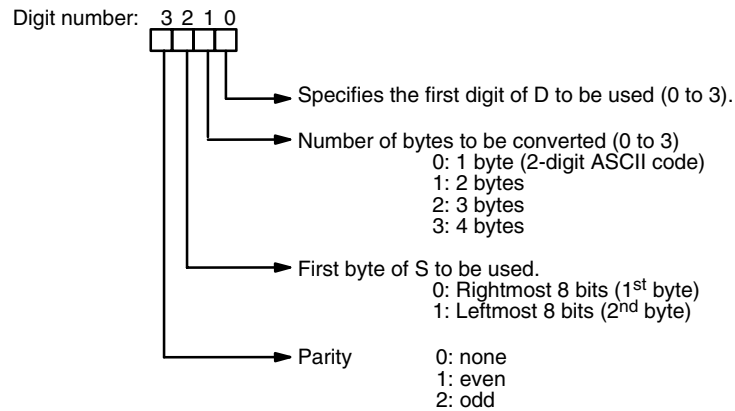 Digit number: 3 2 1 0
Specifies the first digit of D to be used (0 to 3).
Number of bytes to be converted (0 to 3)
0: 1 byte (2-digit ASCII code)
1: 2 bytes
2: 3 bytes
3: 4 bytes
First byte of S to be used.
0: Rightmost 8 bits (1st byte)
1: Leftmost 8 bits (2nd byte)
Parity 0: none
1: even
2: odd